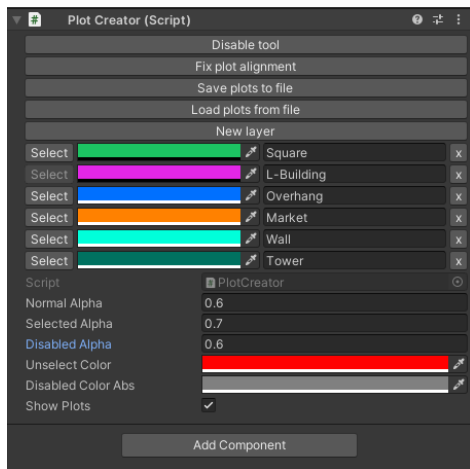 # Plot Creator (Script)
Disable tool
Fix plot alignment
Save plots to file
Load plots from file
New layer
Select Square x
Select L-Building x
Select Overhang x
Select Market x
Select Wall x
Select Tower x
Script # PlotCreator
Normal Alpha 0.6
Selected Alpha 0.7
Disabled Alpha 0.6
Unselect Color
Disabled Color Abs
Show Plots
Add Component